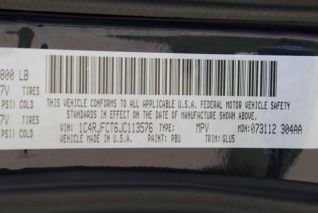 800 LB
7V
PSI) COLD
7V
PSI) COLD
THIS VEHICLE CONFORMS TO ALL APPLICABLE U.S.A. FEDERAL MOTOR VEHICLE SAFETY
STANDARDS IN EFFECT ON THE DATE OF MANUFACTURE SHOWN ABOVE.
VIN: 1C4RJFCT6JC113576 TYPE: MPV MDH: 073112 304AA
VEHICLE MADE IN U.S.A. PAINT: PBU TRIM: GLUS